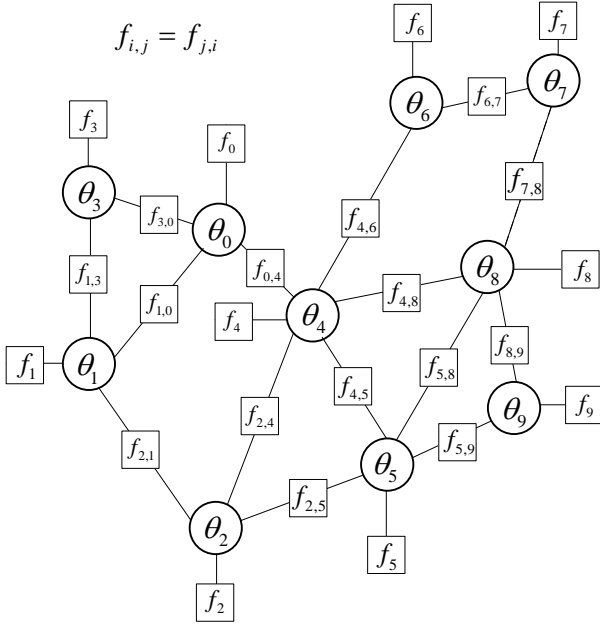 f_{i,j} = f_{j,i}
f_6
f_7
θ_6
f_{6,7}
θ_7
f_3
f_0
θ_3
f_{3,0}
θ_0
f_{4,6}
f_{7,8}
f_{1,3}
f_{1,0}
f_{0,4}
f_{4,8}
θ_8
f_8
f_4
θ_4
f_1
θ_1
f_{4,5}
f_{5,8}
f_{8,9}
f_{2,4}
θ_9
f_9
f_{2,1}
f_{5,9}
θ_5
f_{2,5}
θ_2
f_5
f_2